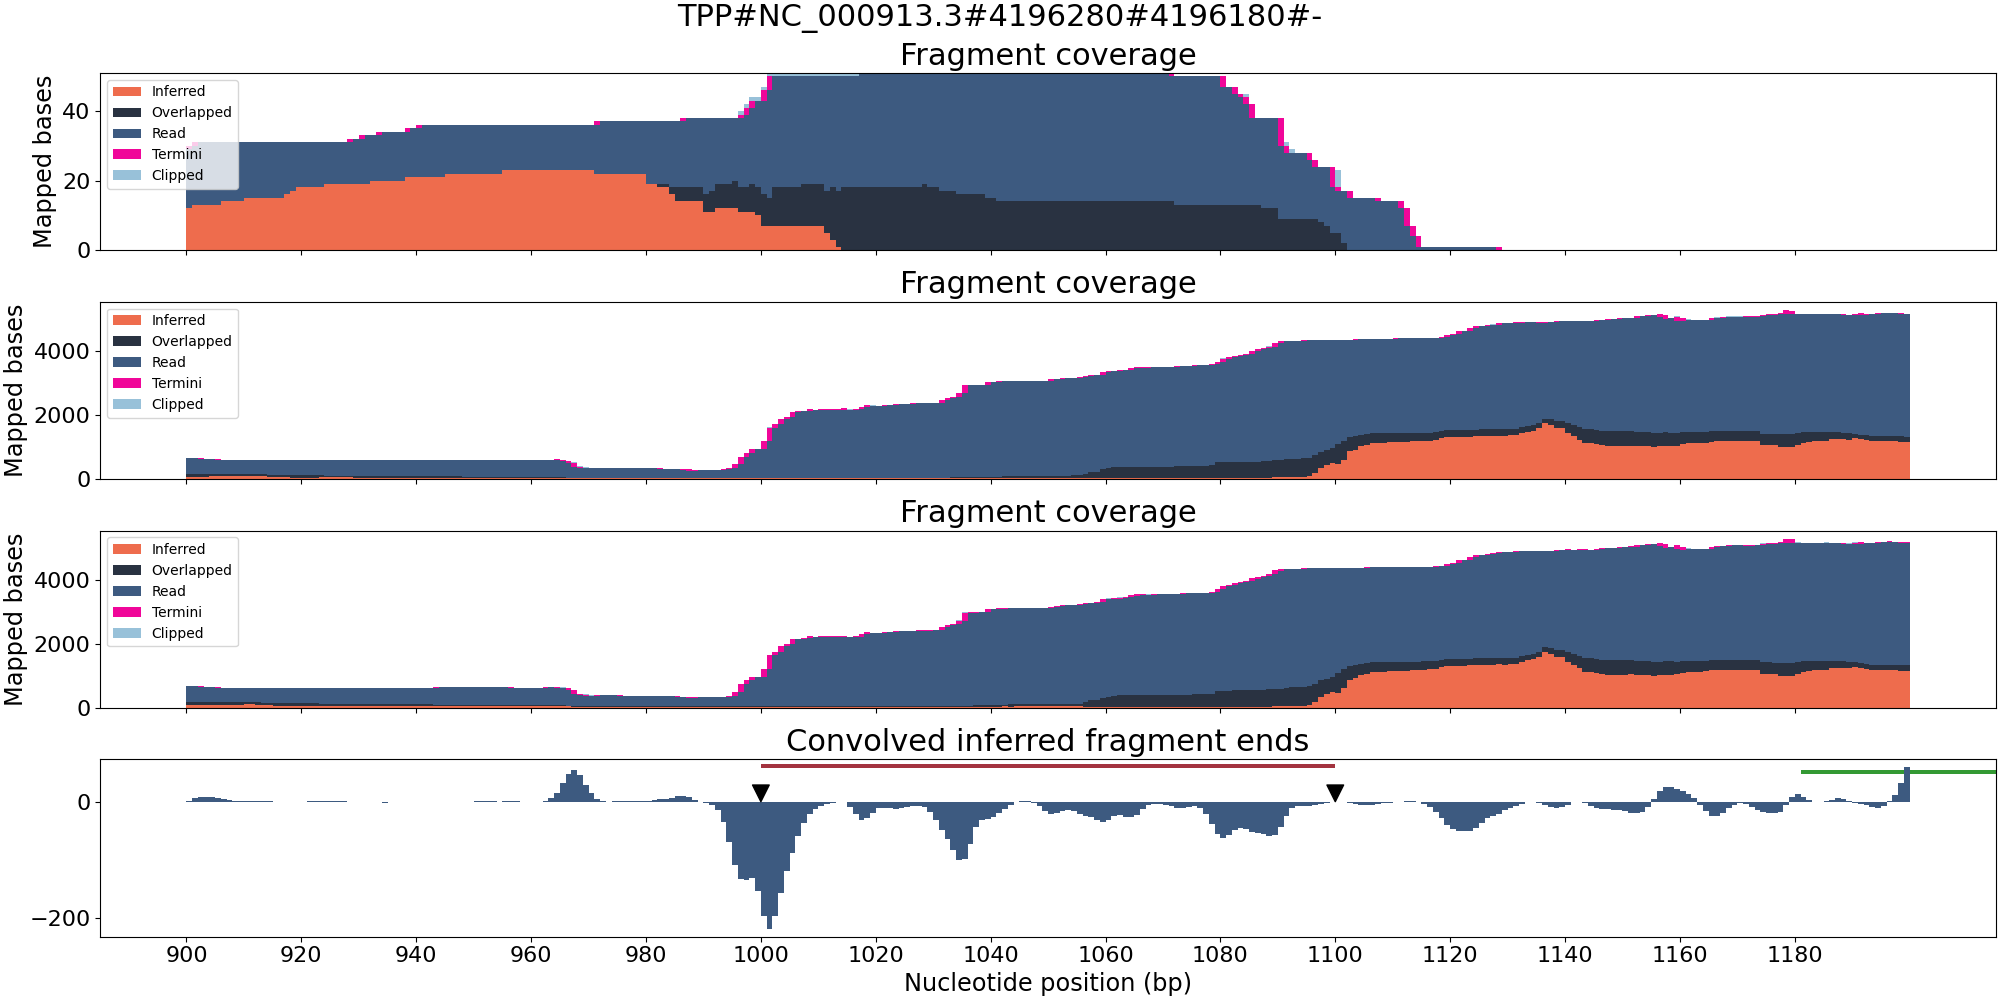 TPP#NC_000913.3#4196280#4196180#-
Fragment coverage
Mapped bases
40
20
0
Inferred
Overlapped
Read
Termini
Clipped
Fragment coverage
Mapped bases
4000
2000
0
Inferred
Overlapped
Read
Termini
Clipped
Fragment coverage
Mapped bases
4000
2000
0
Inferred
Overlapped
Read
Termini
Clipped
Convolved inferred fragment ends
0
−200
900 920 940 960 980 1000 1020 1040 1060 1080 1100 1120 1140 1160 1180
Nucleotide position (bp)